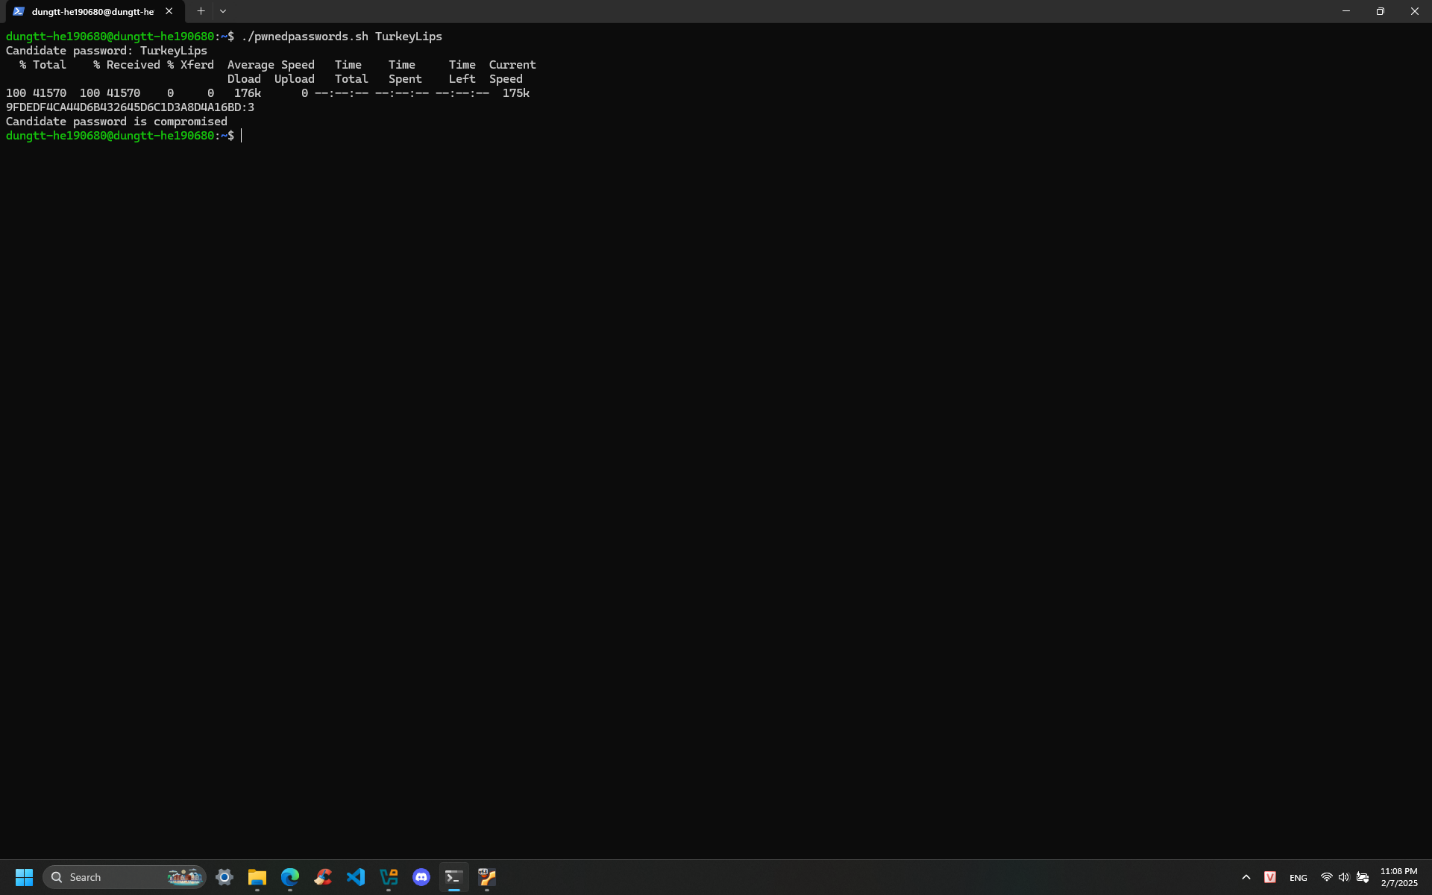 dungtt-he190680@dungtt-he
dungtt-he190680@dungtt-he190680:~$ ./pwnedpasswords.sh TurkeyLips
Candidate password: TurkeyLips
  % Total    % Received % Xferd  Average Speed   Time    Time     Time  Current
                                 Dload  Upload   Total   Spent    Left  Speed
100 41570  100 41570    0     0   176k      0 --:--:-- --:--:-- --:--:--  175k
9FDEDF4CA44D6B432645D6C1D3A8D4A16BD:3
Candidate password is compromised
dungtt-he190680@dungtt-he190680:~$
Search
ENG
11:08 PM
2/7/2025